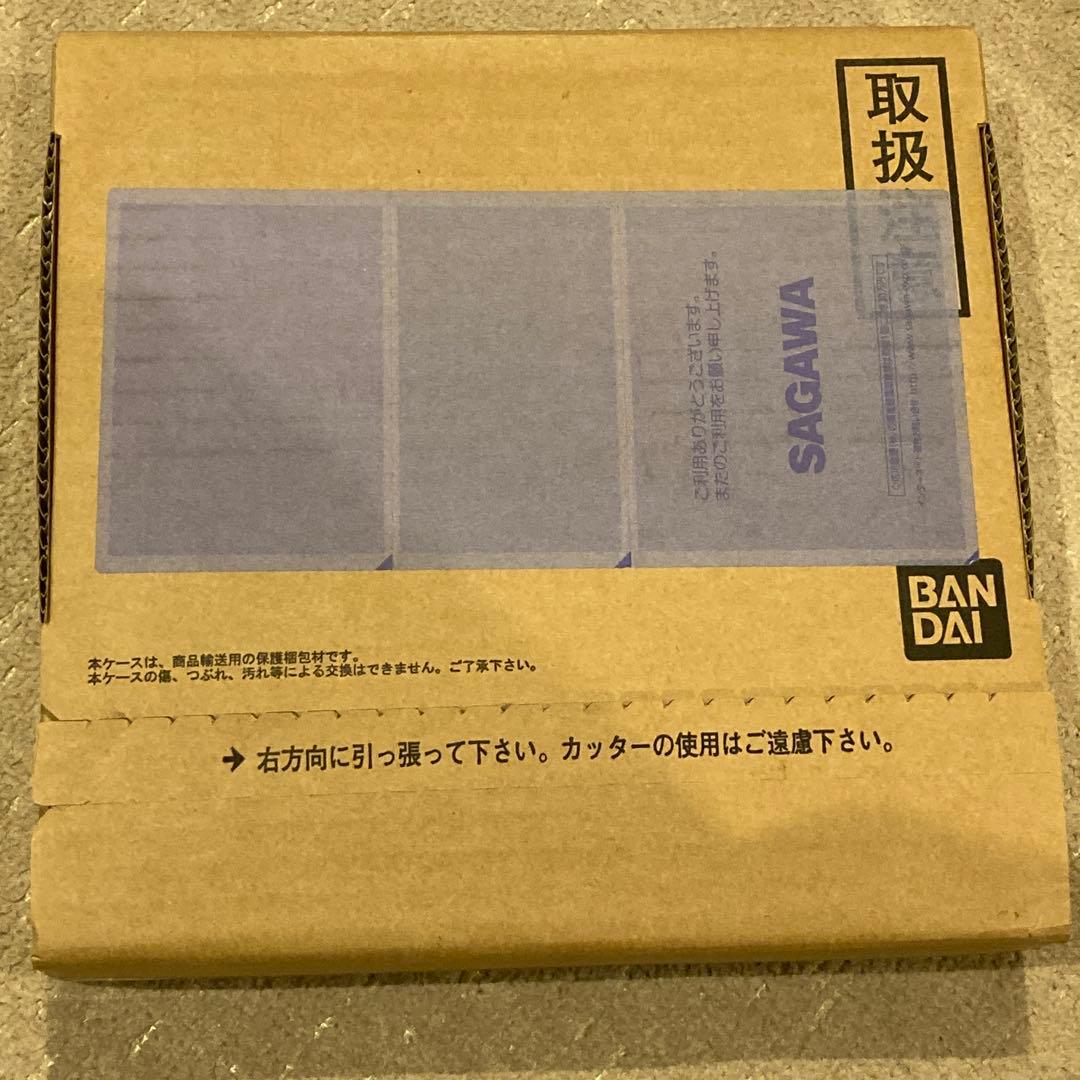 取扱注意
ご利用ありがとうございます。
またのご利用をお願い申し上げます。
SAGAWA
BAN
DAI
本ケースは、商品輸送用の保護梱包材です。
本ケースの傷、つぶれ、汚れ等による交換はできません。ご了承下さい。
→ 右方向に引っ張って下さい。カッターの使用はご遠慮下さい。